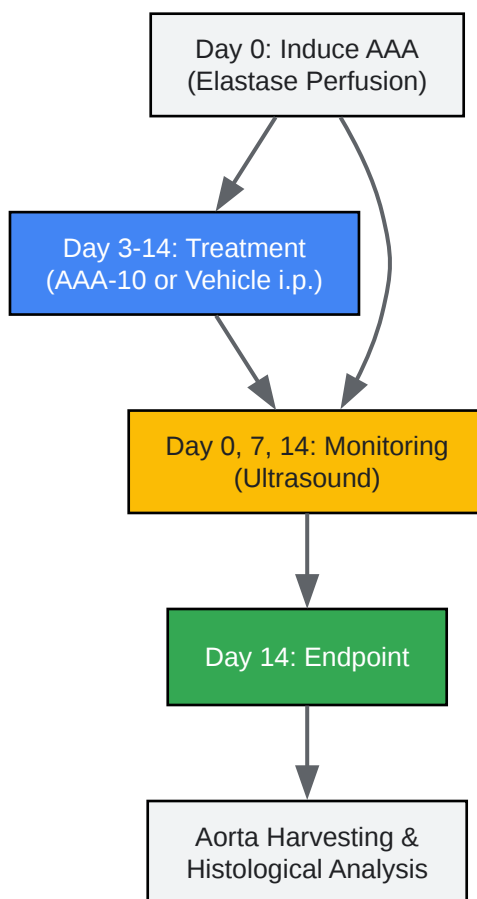 Day 0: Induce AAA
(Elastase Perfusion)
Day 3-14: Treatment
(AAA-10 or Vehicle i.p.)
Day 0, 7, 14: Monitoring
(Ultrasound)
Day 14: Endpoint
Aorta Harvesting &
Histological Analysis